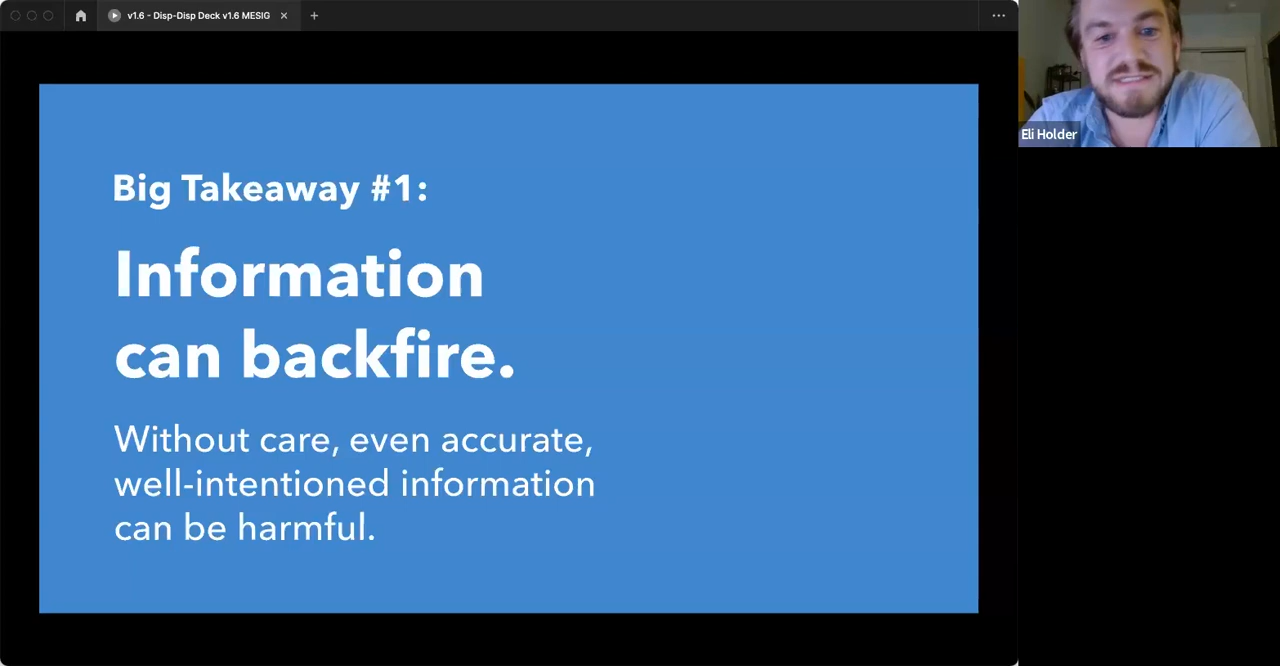 v1.6 - Disp-Disp Deck v1.6 MESIG
Eli Holder
Big Takeaway #1:
Information
can backfire.
Without care, even accurate,
well-intentioned information
can be harmful.